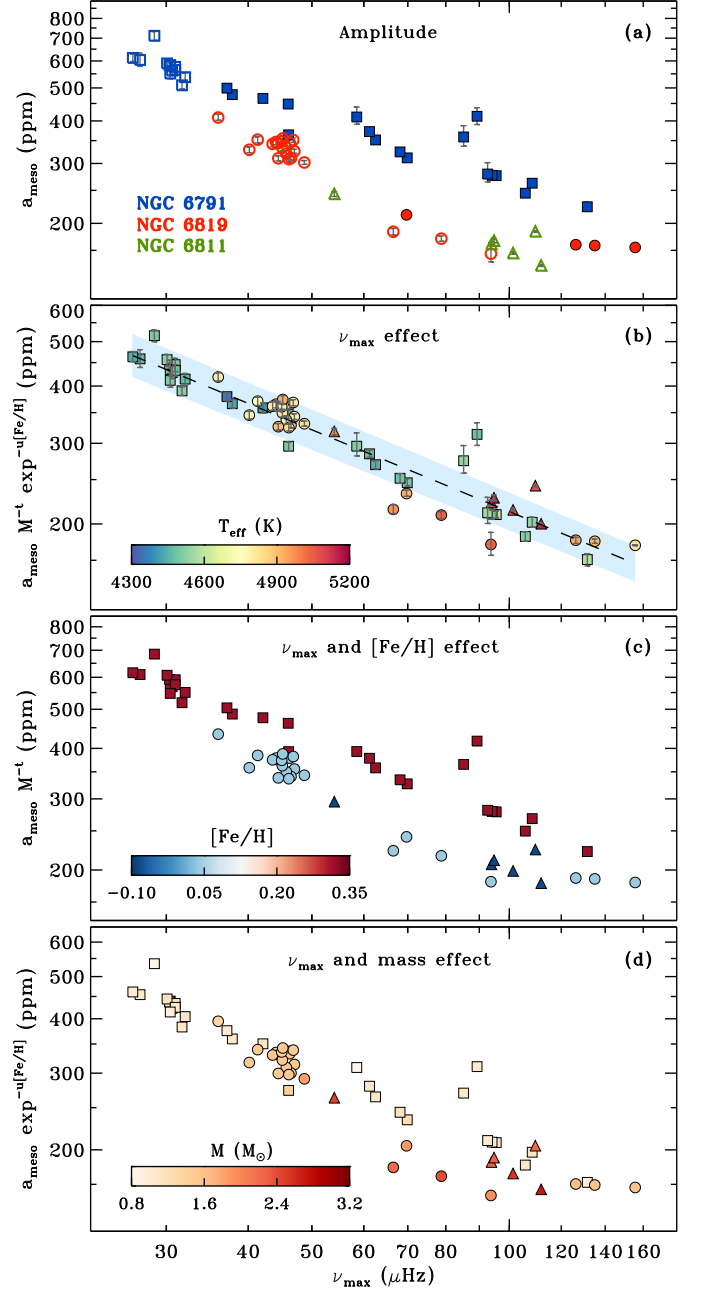 Amplitude
(a)
800
700
600
500
400
300
200
a_meso (ppm)
NGC 6791
NGC 6819
NGC 6811
ν_max effect
(b)
600
500
400
300
200
a_meso M^−t exp^−u[Fe/H] (ppm)
T_eff (K)
4300 4600 4900 5200
ν_max and [Fe/H] effect
(c)
800
700
600
500
400
300
200
a_meso M^−t (ppm)
[Fe/H]
−0.10 0.05 0.20 0.35
ν_max and mass effect
(d)
600
500
400
300
200
a_meso exp^−u[Fe/H] (ppm)
M (M_⊙)
0.8 1.6 2.4 3.2
30 40 50 60 70 80 100 120 140 160
ν_max (μHz)